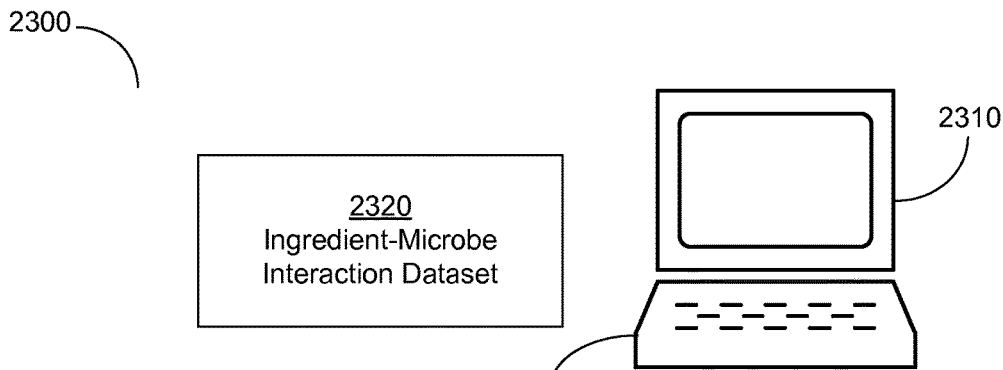 2300
2310
2320
Ingredient-Microbe
Interaction Dataset